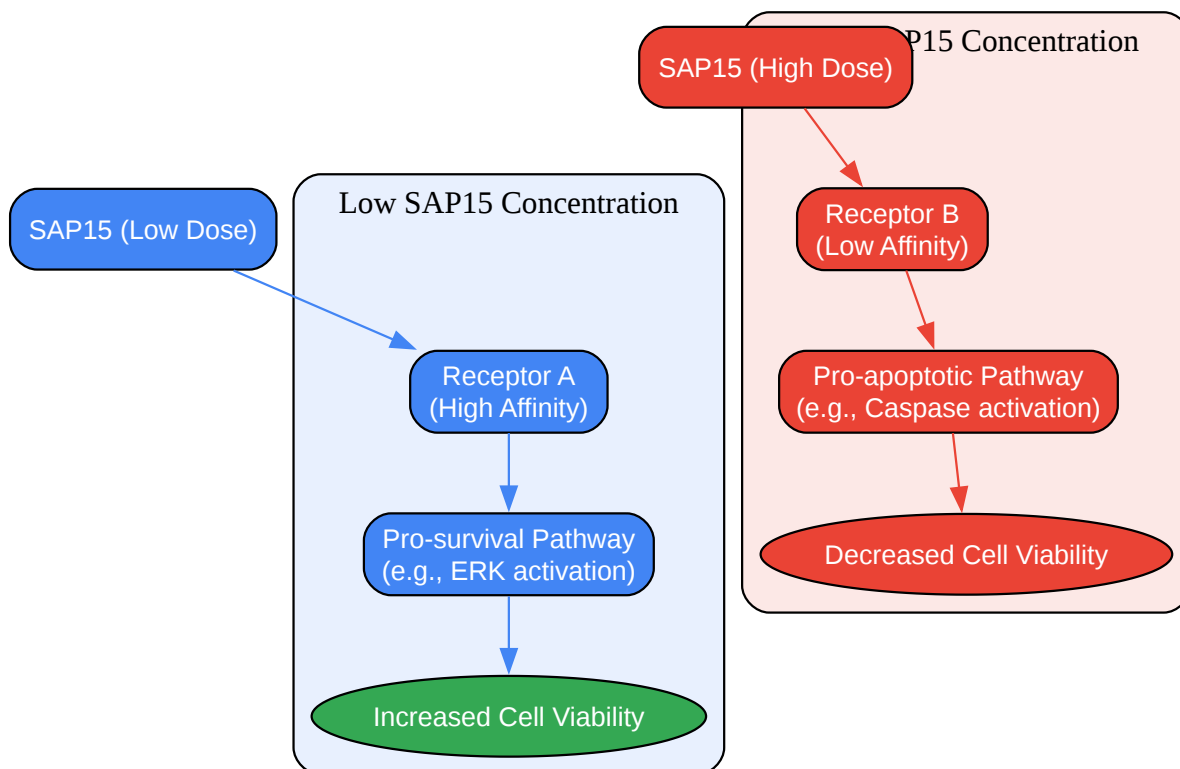 SAP15 (High Dose)
P15 Concentration
SAP15 (Low Dose)
Low SAP15 Concentration
Receptor B
(Low Affinity)
Receptor A
(High Affinity)
Pro-apoptotic Pathway
(e.g., Caspase activation)
Pro-survival Pathway
(e.g., ERK activation)
Decreased Cell Viability
Increased Cell Viability